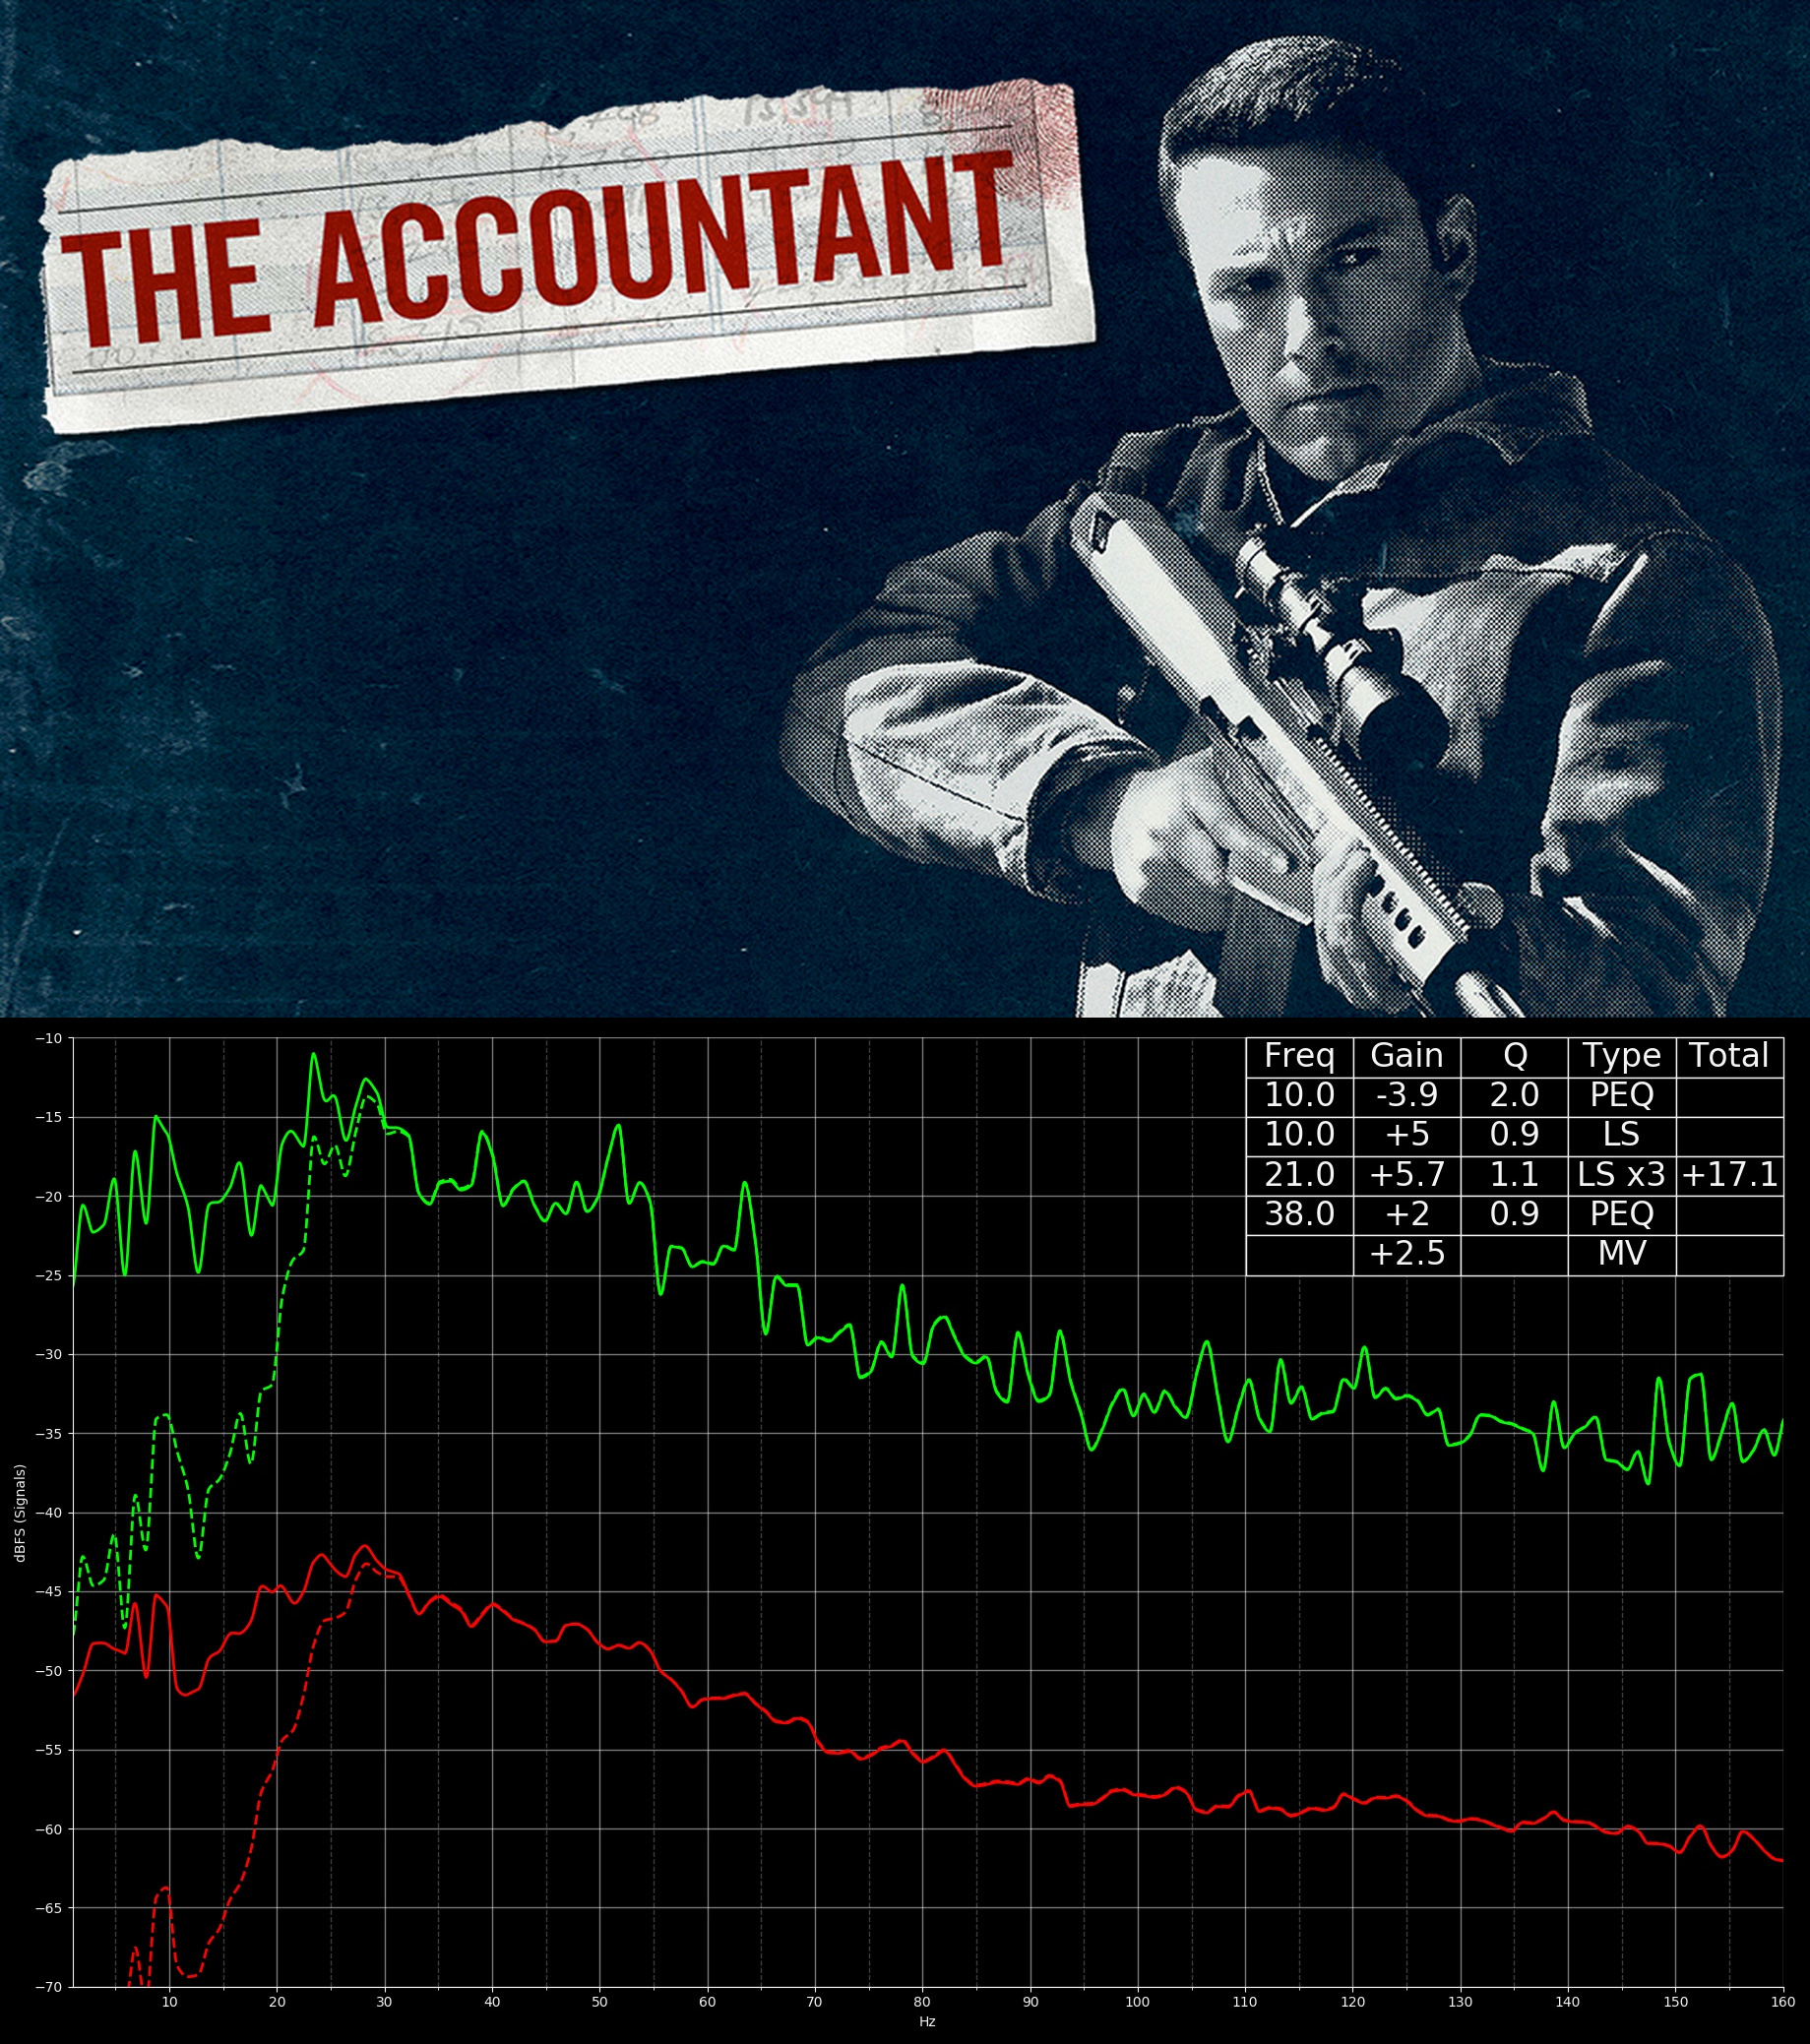 THE ACCOUNTANT
Freq Gain Q Type Total
10.0 -3.9 2.0 PEQ
10.0 +5 0.9 LS
21.0 +5.7 1.1 LS x3 +17.1
38.0 +2 0.9 PEQ
+2.5 MV
−10
−15
−20
−25
−30
−35
−40
−45
−50
−55
−60
−65
−70
dBFS (Signals)
10 20 30 40 50 60 70 80 90 100 110 120 130 140 150 160
Hz